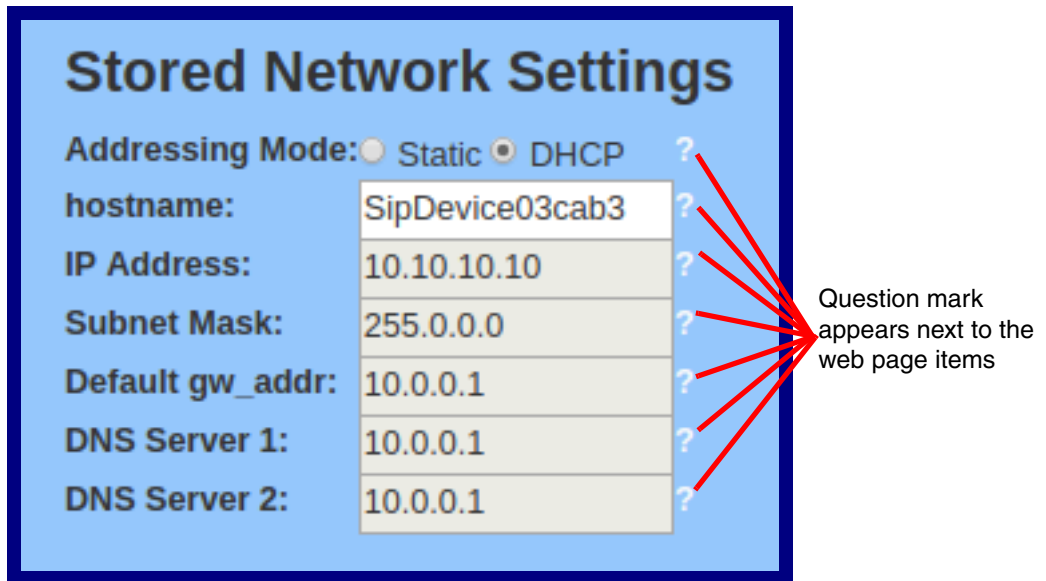 Stored Network Settings
Addressing Mode: Static DHCP ?
hostname: SipDevice03cab3 ?
IP Address: 10.10.10.10 ?
Subnet Mask: 255.0.0.0 ?
Default gw_addr: 10.0.0.1 ?
DNS Server 1: 10.0.0.1 ?
DNS Server 2: 10.0.0.1 ?
Question mark
appears next to the
web page items